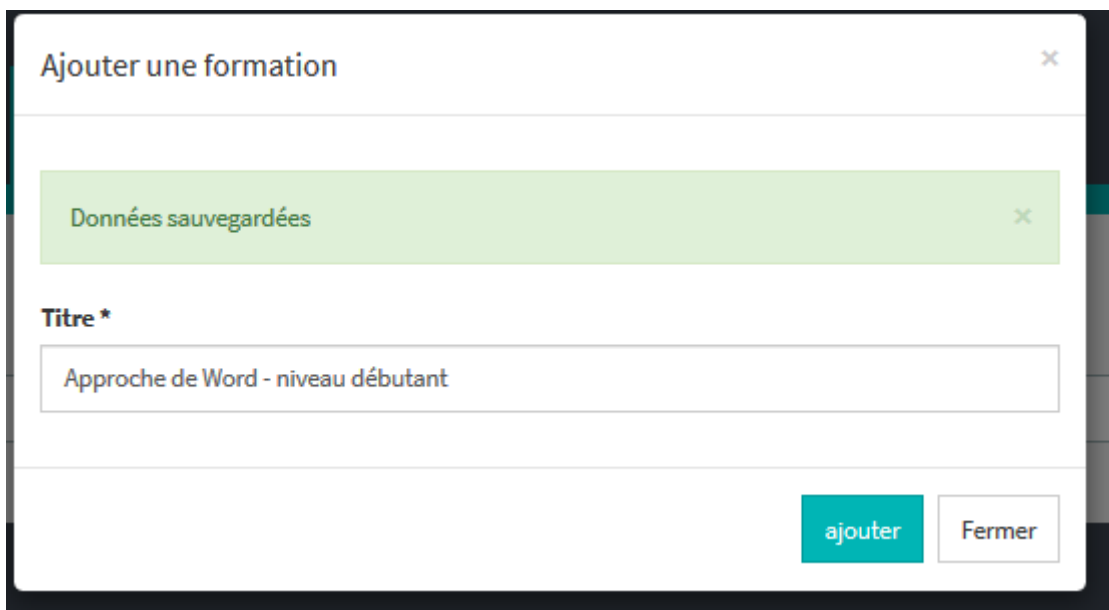 Ajouter une formation ×
Données sauvegardées ×
Titre *
Approche de Word - niveau débutant
ajouter Fermer